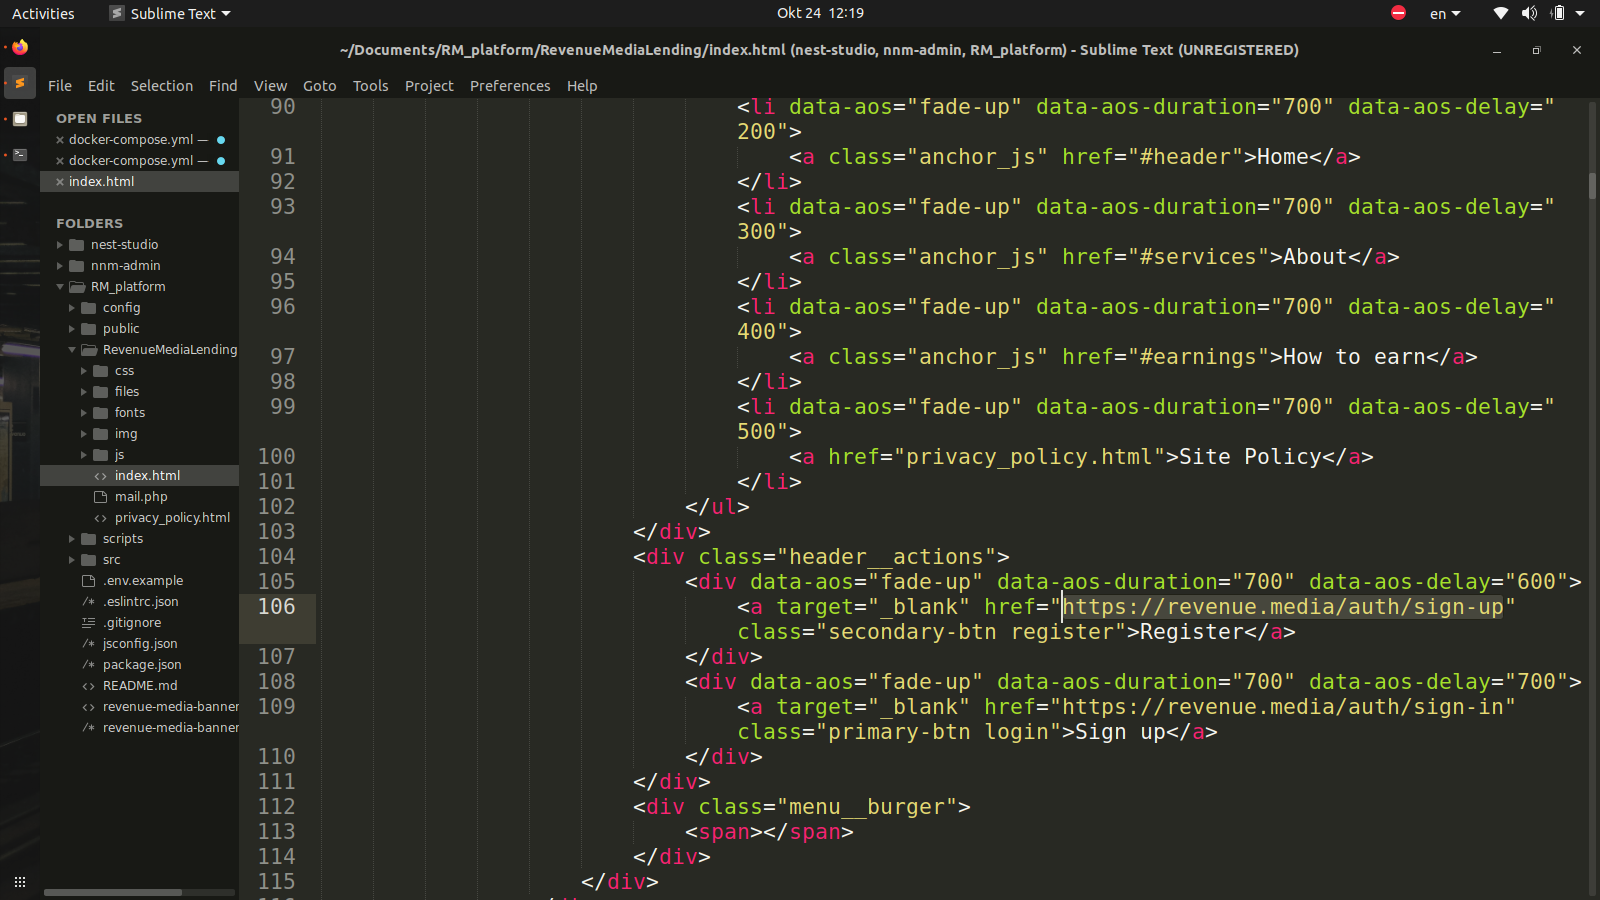 Activities
Sublime Text
Okt 24 12:19
en
~/Documents/RM_platform/RevenueMediaLending/index.html (nest-studio, nnm-admin, RM_platform) - Sublime Text (UNREGISTERED)
File Edit Selection Find View Goto Tools Project Preferences Help
OPEN FILES
docker-compose.yml —
docker-compose.yml —
index.html
FOLDERS
nest-studio
nnm-admin
RM_platform
config
public
RevenueMediaLending
css
files
fonts
img
js
index.html
mail.php
privacy_policy.html
scripts
src
.env.example
.eslintrc.json
.gitignore
jsconfig.json
package.json
README.md
revenue-media-banner
revenue-media-banner
90 <li data-aos="fade-up" data-aos-duration="700" data-aos-delay="
200">
91 <a class="anchor_js" href="#header">Home</a>
92 </li>
93 <li data-aos="fade-up" data-aos-duration="700" data-aos-delay="
300">
94 <a class="anchor_js" href="#services">About</a>
95 </li>
96 <li data-aos="fade-up" data-aos-duration="700" data-aos-delay="
400">
97 <a class="anchor_js" href="#earnings">How to earn</a>
98 </li>
99 <li data-aos="fade-up" data-aos-duration="700" data-aos-delay="
500">
100 <a href="privacy_policy.html">Site Policy</a>
101 </li>
102 </ul>
103 </div>
104 <div class="header__actions">
105 <div data-aos="fade-up" data-aos-duration="700" data-aos-delay="600">
106 <a target="_blank" href="https://revenue.media/auth/sign-up"
class="secondary-btn register">Register</a>
107 </div>
108 <div data-aos="fade-up" data-aos-duration="700" data-aos-delay="700">
109 <a target="_blank" href="https://revenue.media/auth/sign-in"
class="primary-btn login">Sign up</a>
110 </div>
111 </div>
112 <div class="menu__burger">
113 <span></span>
114 </div>
115 </div>